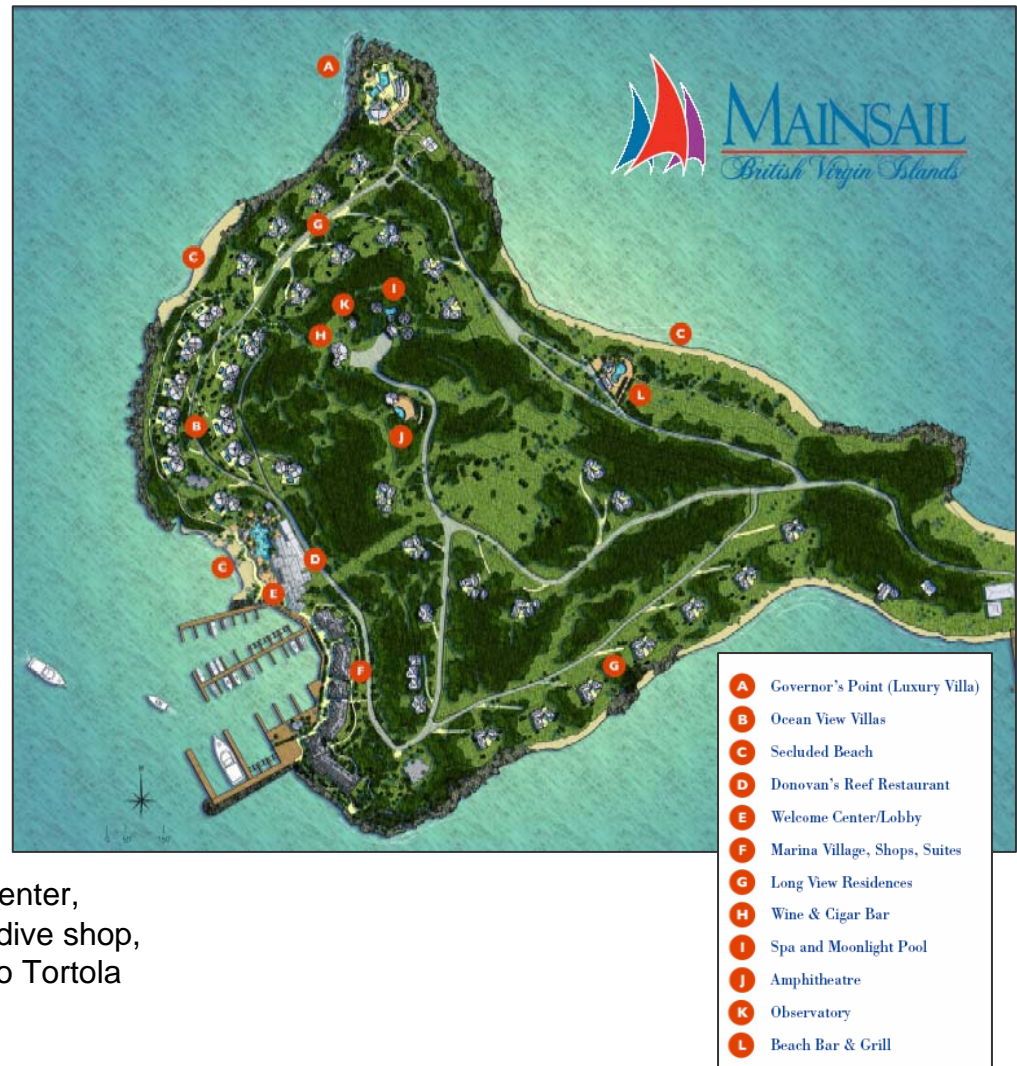 A
MAINSAIL
British Virgin Islands
G
C
I
K
H
C
L
B
J
D
C
E
F
G
A Governor's Point (Luxury Villa)
B Ocean View Villas
C Secluded Beach
D Donovan's Reef Restaurant
E Welcome Center/Lobby
F Marina Village, Shops, Suites
G Long View Residences
H Wine & Cigar Bar
I Spa and Moonlight Pool
J Amphitheatre
K Observatory
L Beach Bar & Grill
enter,
dive shop,
o Tortola